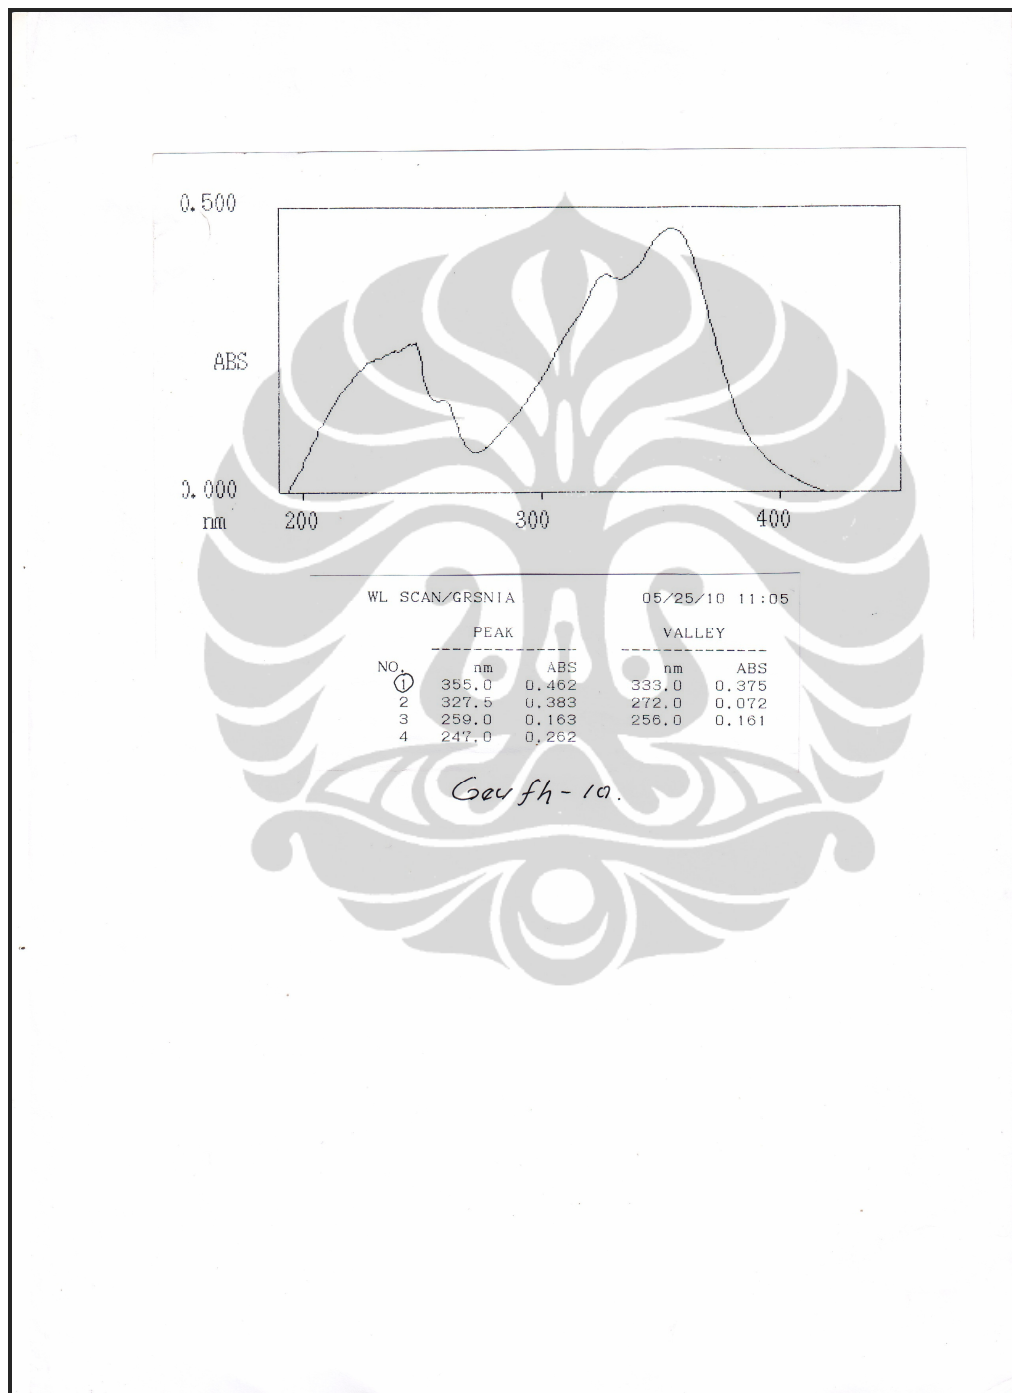 0.500
ABS
0.000
nm 200 300 400
WL SCAN/GRSNIA 05/25/10 11:05
PEAK VALLEY
NO. nm ABS nm ABS
1 355.0 0.462 333.0 0.375
2 327.5 0.383 272.0 0.072
3 259.0 0.163 256.0 0.161
4 247.0 0.262
fh-10.